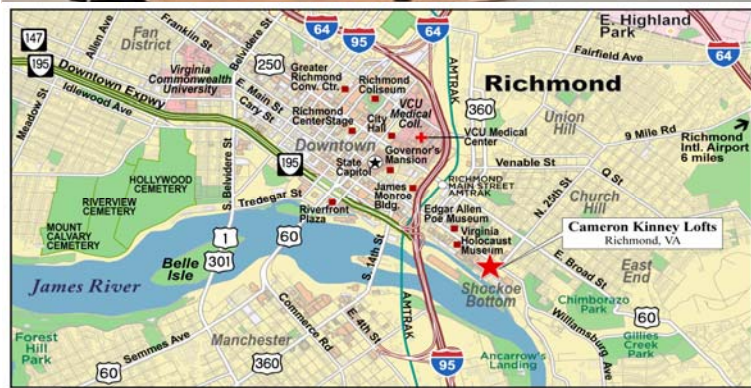 147
195
Allen Ave
Fan
District
Franklin St
Belvidere St
64
95
64
AMTRAK
E. Highland
Park
Fairfield Ave
64
Meadow St
Downtown Expwy
Idlewood Ave
Virginia
Commonwealth
University
250
E. Main St
Cary St
Greater
Richmond
Conv. Ctr.
Richmond
Coliseum
VCU
Medical
Coll.
360
Richmond
Union
Hill
9 Mile Rd
Richmond
Intl. Airport
6 miles
Richmond
CenterStage
City
Hall
VCU Medical
Center
Downtown
Governor's
Mansion
Venable St
Q St
195
State
Capitol
RICHMOND
MAIN STREET
AMTRAK
N. 25th St
Church
Hill
HOLLYWOOD
CEMETERY
RIVERVIEW
CEMETERY
MOUNT
CALVARY
CEMETERY
S. Belvidere St
Tredegar St
Riverfront
Plaza
James
Monroe
Bldg.
Edgar Allen
Poe Museum
Virginia
Holocaust
Museum
Cameron Kinney Lofts
Richmond, VA
1
301
60
S. 14th St
E. Broad St
East
End
Belle
Isle
James River
Shockoe
Bottom
Chimborazo
Park
60
Gillies
Creek
Park
Williamsburg Ave
Forest
Hill
Park
Semmes Ave
60
Manchester
360
Commerce Rd
E. 4th St
AMTRAK
95
Ancarrow's
Landing